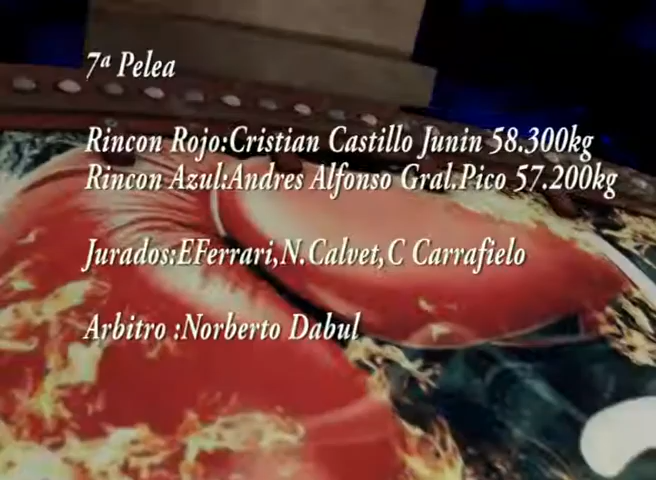 7ª Pelea
Rincon Rojo:Cristian Castillo Junin 58.300kg
Rincon Azul:Andres Alfonso Gral.Pico 57.200kg
Jurados:EFerrari,N.Calvet,C Carrafielo
Arbitro :Norberto Dabul